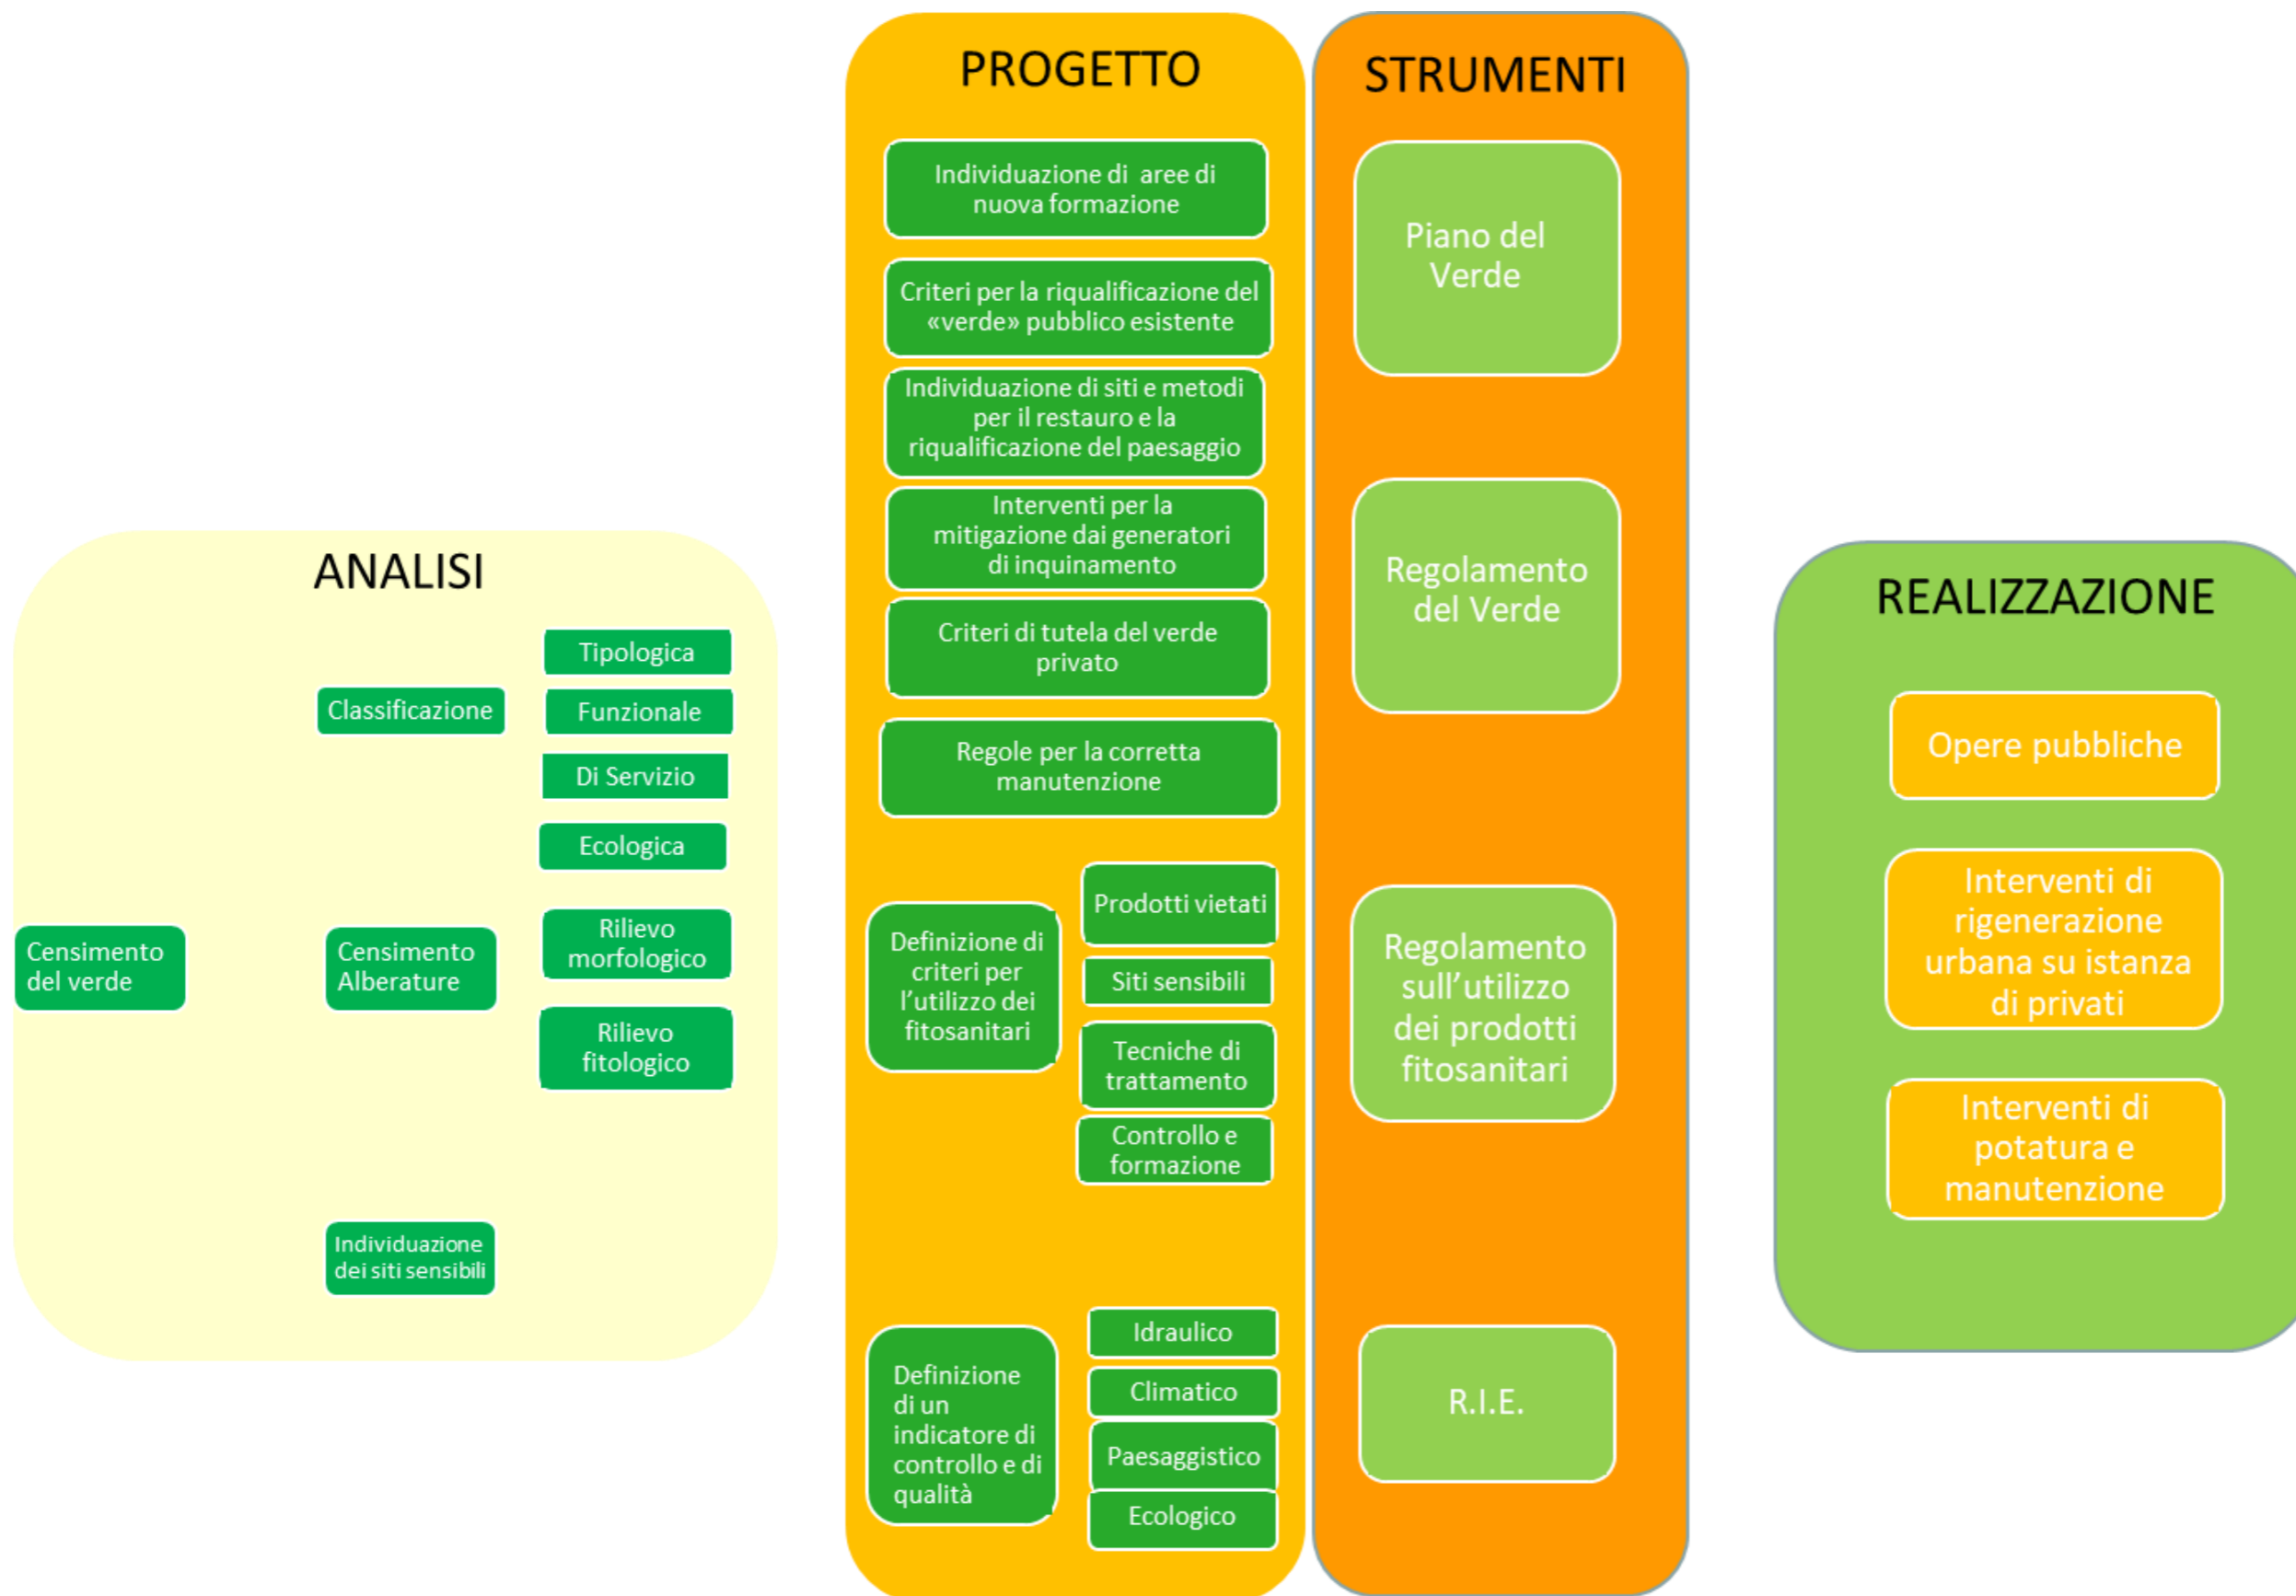 ANALISI
Censimento
del verde
Classificazione
Tipologica
Funzionale
Di Servizio
Ecologica
Censimento
Alberature
Rilievo
morfologico
Rilievo
fitologico
Individuazione
dei siti sensibili
PROGETTO
Individuazione di aree di
nuova formazione
Criteri per la riqualificazione del
«verde» pubblico esistente
Individuazione di siti e metodi
per il restauro e la
riqualificazione del paesaggio
Interventi per la
mitigazione dai generatori
di inquinamento
Criteri di tutela del verde
privato
Regole per la corretta
manutenzione
Definizione di
criteri per
l'utilizzo dei
fitosanitari
Prodotti vietati
Siti sensibili
Tecniche di
trattamento
Controllo e
formazione
Definizione
di un
indicatore di
controllo e di
qualità
Idraulico
Climatico
Paesaggistico
Ecologico
STRUMENTI
Piano del
Verde
Regolamento
del Verde
Regolamento
sull'utilizzo
dei prodotti
fitosanitari
R.I.E.
REALIZZAZIONE
Opere pubbliche
Interventi di
rigenerazione
urbana su istanza
di privati
Interventi di
potatura e
manutenzione